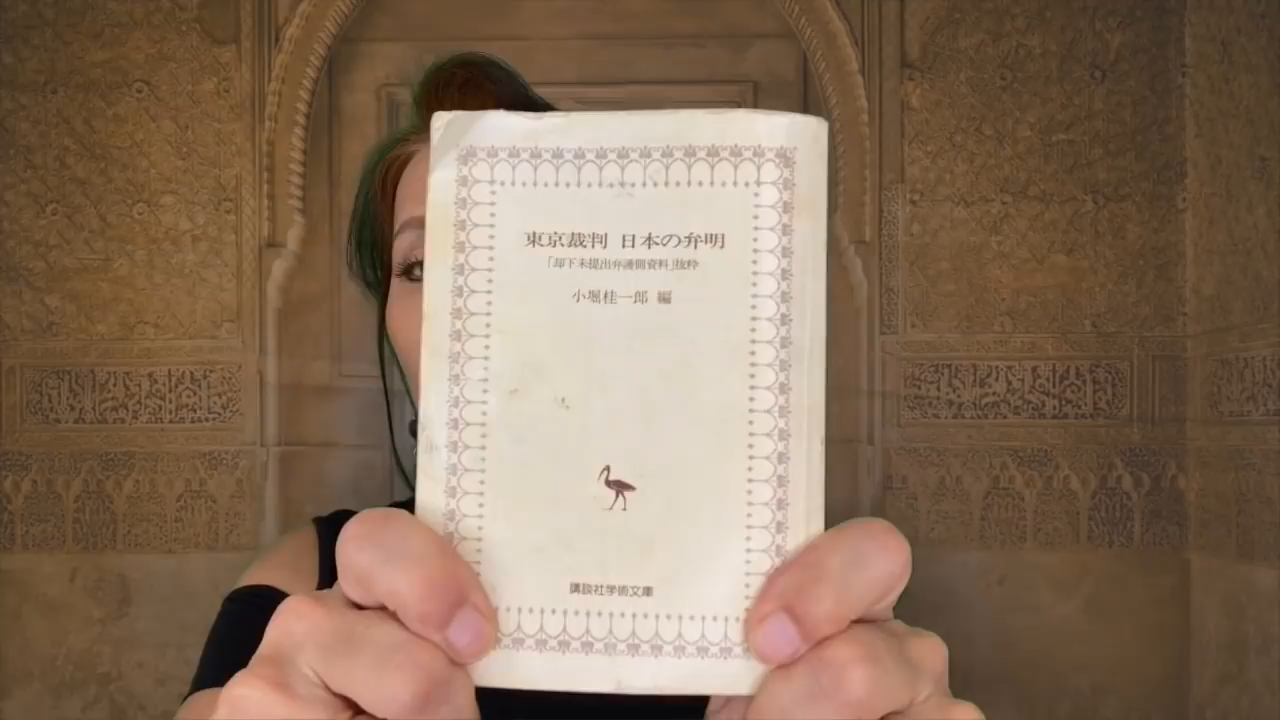 東京裁判 日本の弁明
「却下未提出弁護側資料」抜粋
小堀桂一郎 編
講談社学術文庫